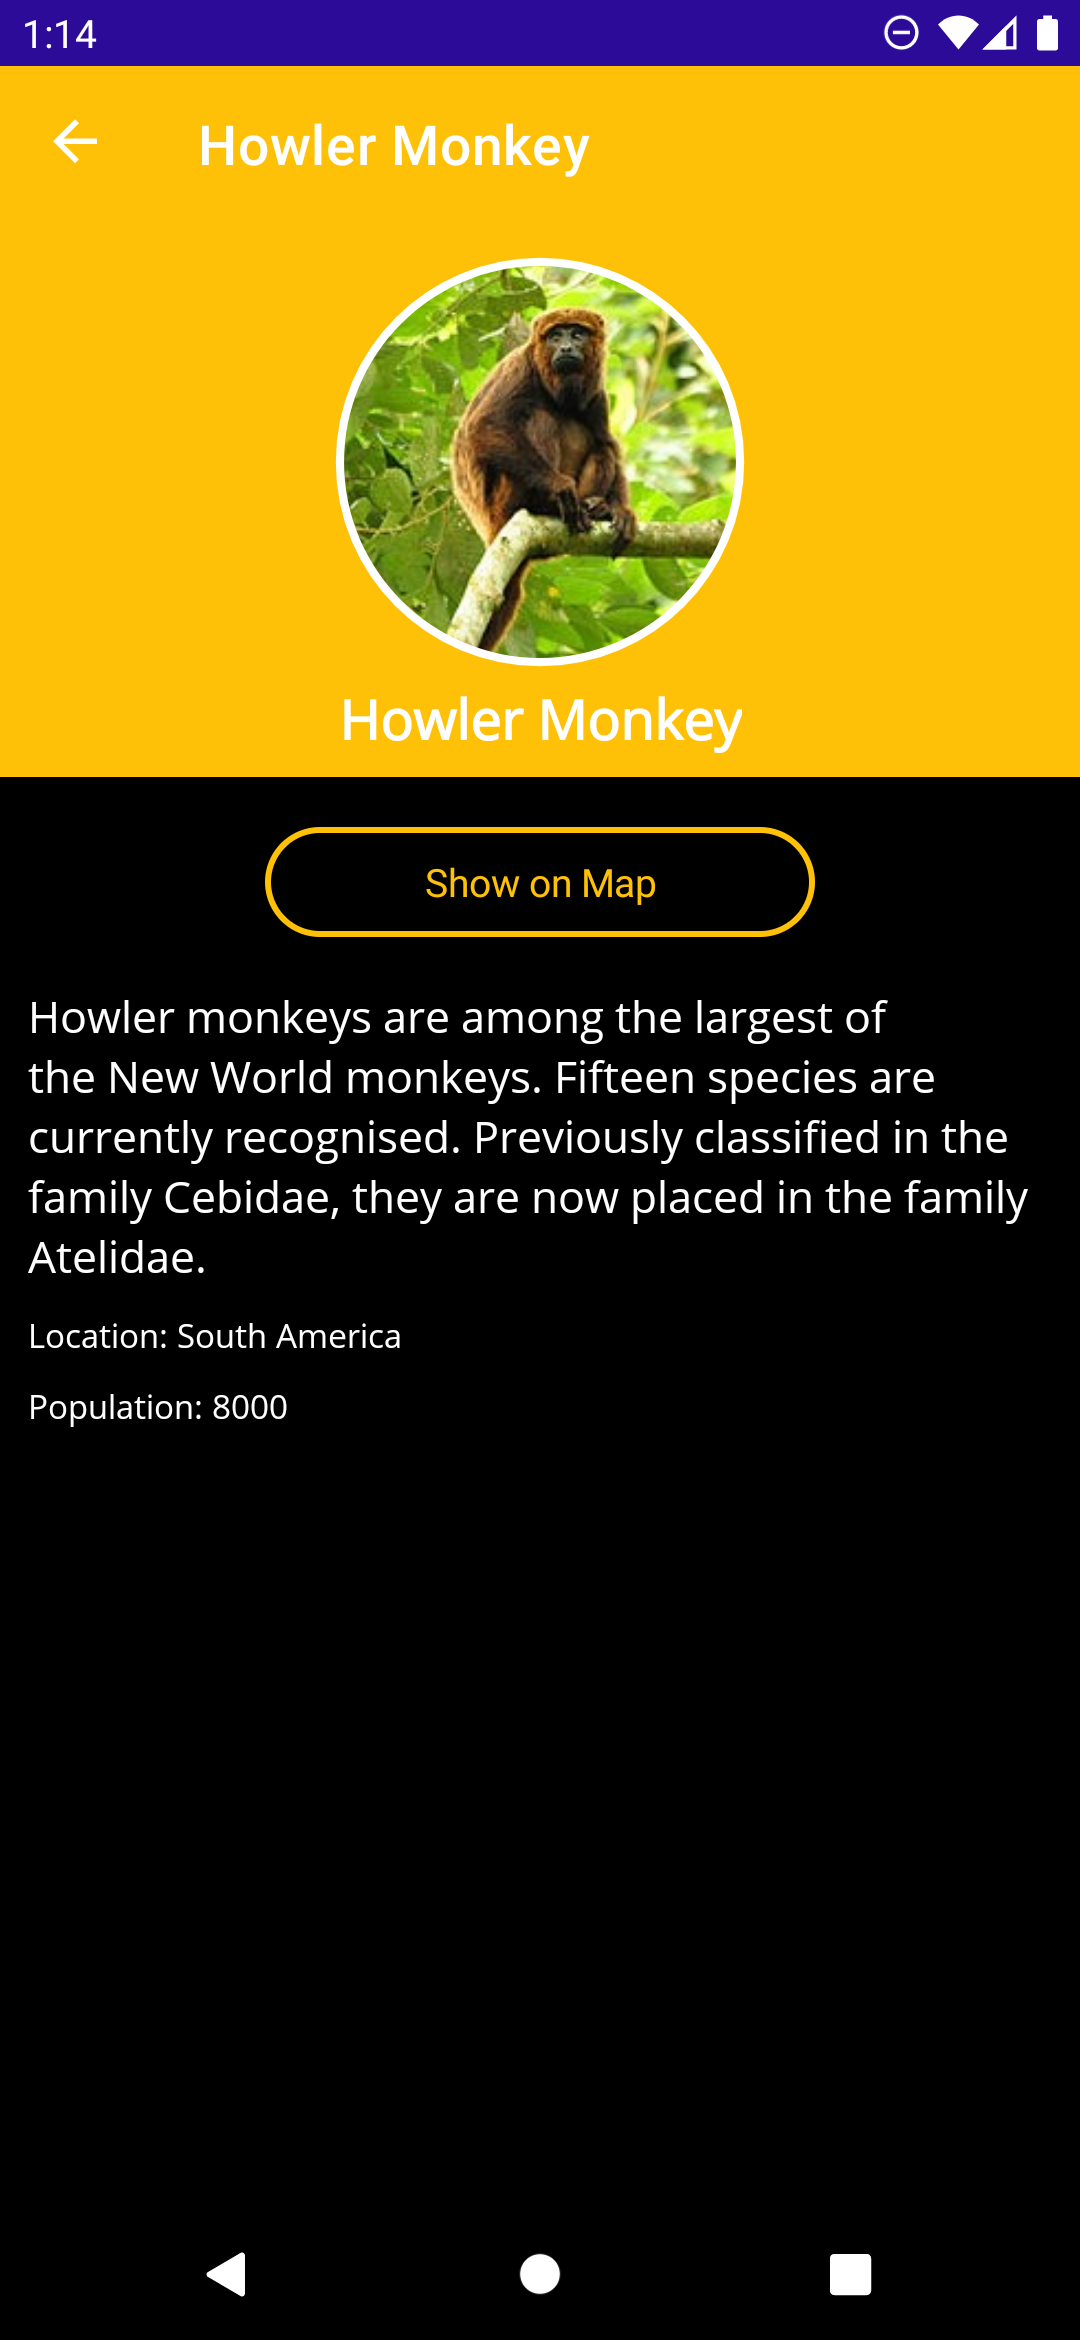 1:14
Howler Monkey
Howler Monkey
Show on Map
Howler monkeys are among the largest of
the New World monkeys. Fifteen species are
currently recognised. Previously classified in the
family Cebidae, they are now placed in the family
Atelidae.
Location: South America
Population: 8000